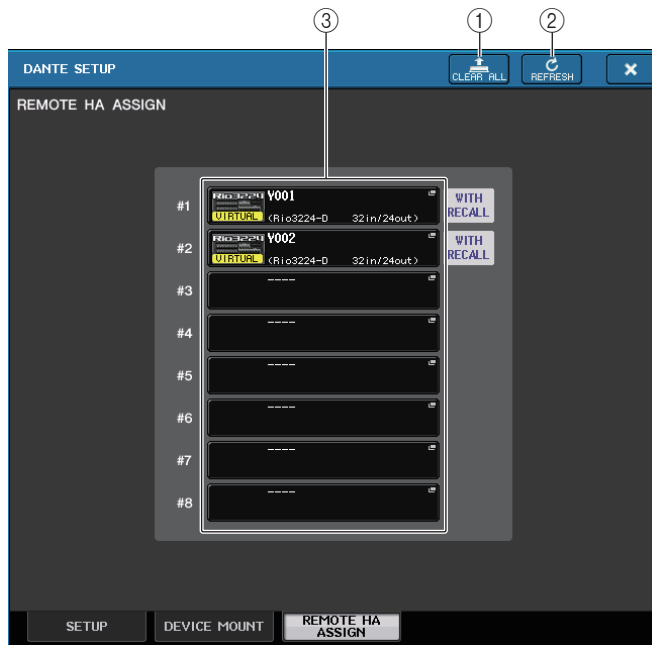 ③ ① ②
DANTE SETUP
CLEAR ALL
REFRESH
REMOTE HA ASSIGN
#1
Rio3224
VIRTUAL
Y001
(Rio3224-D 32in/24out)
WITH RECALL
#2
Rio3224
VIRTUAL
Y002
(Rio3224-D 32in/24out)
WITH RECALL
#3 ----
#4 ----
#5 ----
#6 ----
#7 ----
#8 ----
SETUP
DEVICE MOUNT
REMOTE HA ASSIGN